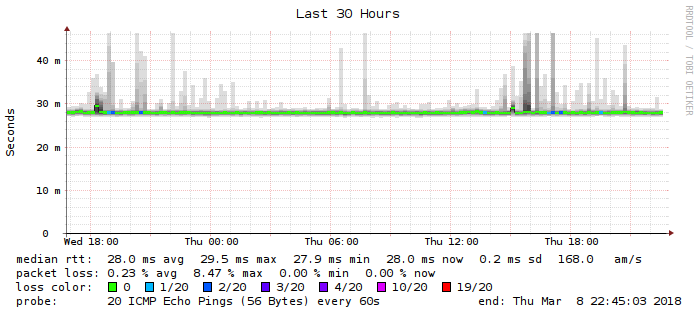 Last 30 Hours
RRDTOOL / TOBI OETIKER
Seconds
40 m
30 m
20 m
10 m
0
Wed 18:00 Thu 00:00 Thu 06:00 Thu 12:00 Thu 18:00
median rtt: 28.0 ms avg 29.5 ms max 27.9 ms min 28.0 ms now 0.2 ms sd 168.0 am/s
packet loss: 0.23 % avg 8.47 % max 0.00 % min 0.00 % now
loss color: 0 1/20 2/20 3/20 4/20 10/20 19/20
probe: 20 ICMP Echo Pings (56 Bytes) every 60s end: Thu Mar 8 22:45:03 2018